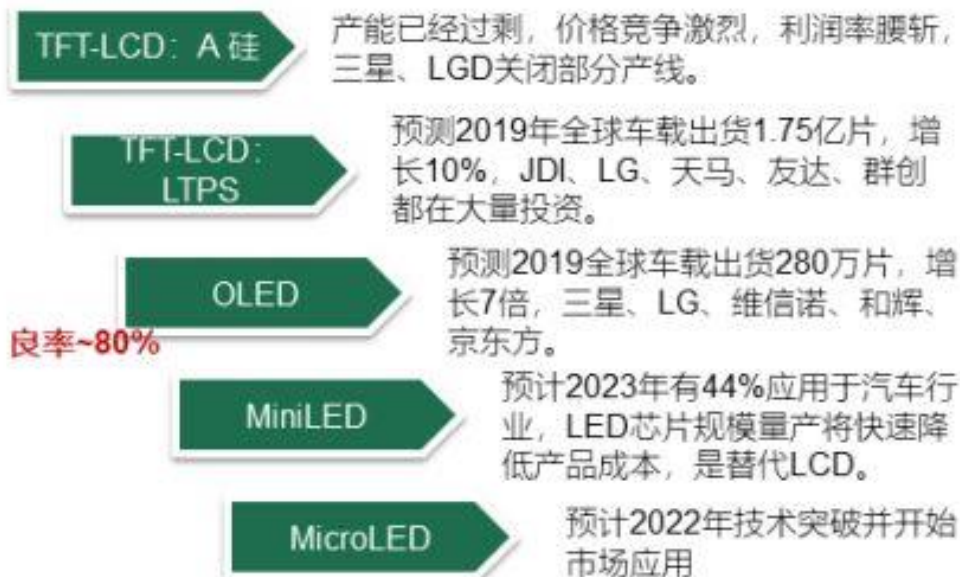 TFT-LCD：A 硅
产能已经过剩，价格竞争激烈，利润率腰斩，
三星、LGD关闭部分产线。
TFT-LCD：
LTPS
预测2019年全球车载出货1.75亿片，增
长10%，JDI、LG、天马、友达、群创
都在大量投资。
OLED
良率~80%
预测2019全球车载出货280万片，增
长7倍，三星、LG、维信诺、和辉、
京东方。
MiniLED
预计2023年有44%应用于汽车行
业，LED芯片规模量产将快速降
低产品成本，是替代LCD。
MicroLED
预计2022年技术突破并开始
市场应用